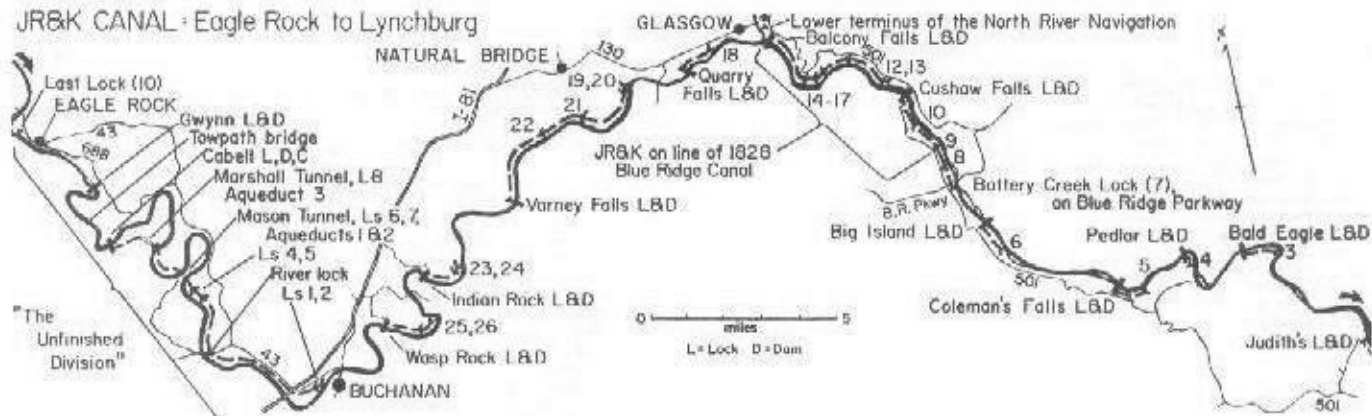 JR&K CANAL: Eagle Rock to Lynchburg
Last Lock (10)
EAGLE ROCK
43
688
Gwynn L&D
Towpath bridge
Cabell L,D,C
Marshall Tunnel, L8
Aqueduct 3
Mason Tunnel, Ls 6,7,
Aqueducts 1&2
Ls 4,5
River lock
Ls 1,2
"The
Unfinished
Division"
43
BUCHANAN
I-81
NATURAL BRIDGE
130
GLASGOW
Lower terminus of the North River Navigation
Balcony Falls L&D
501
18
Quarry
Falls L&D
19,20
21
22
Varney Falls L&D
23,24
Indian Rock L&D
25,26
Wasp Rock L&D
12,13
14-17
Cushaw Falls L&D
10
9
8
JR&K on line of 1828
Blue Ridge Canal
B.R. Pkwy
Battery Creek Lock (7),
on Blue Ridge Parkway
Big Island L&D
6
501
Coleman's Falls L&D
5
Pedlar L&D
4
Bald Eagle L&D
3
Judith's L&D
501
0 5
miles
L=Lock D=Dam